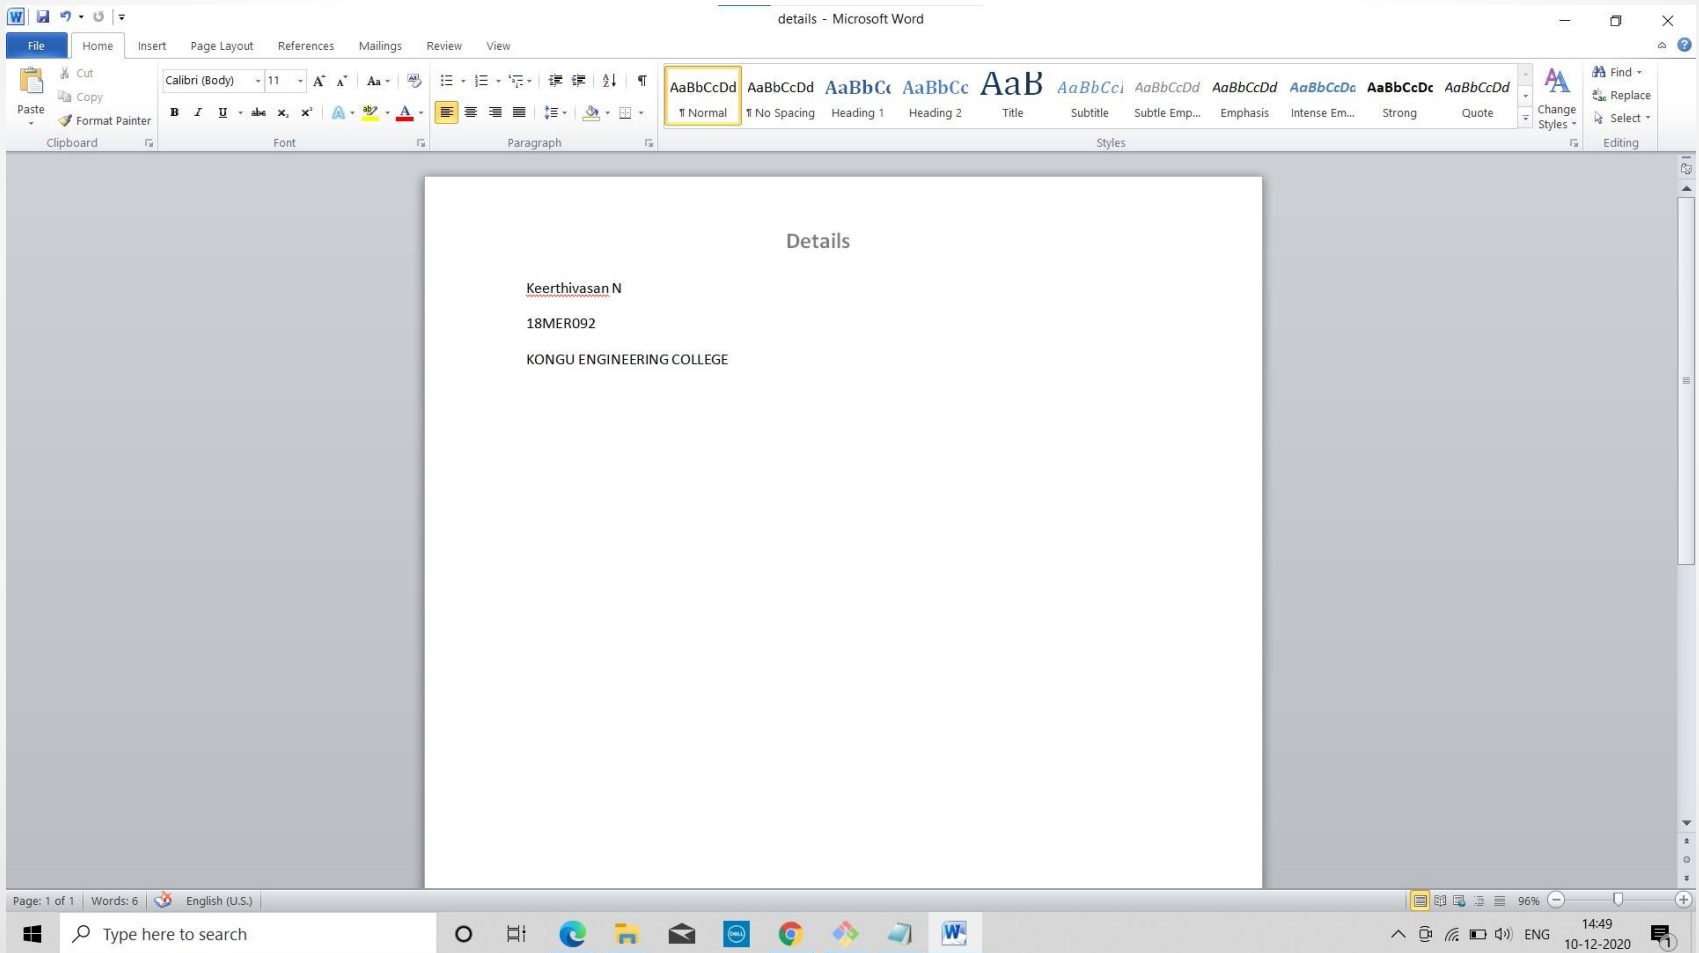 details - Microsoft Word
File Home Insert Page Layout References Mailings Review View
Paste
Cut
Copy
Format Painter
Clipboard
Calibri (Body) 11
Font
Paragraph
AaBbCcDd AaBbCcDd AaBbCc AaBbCc AaB AaBbCcI AaBbCcDd AaBbCcDd AaBbCcDd AaBbCcDc AaBbCcDd
¶ Normal ¶ No Spacing Heading 1 Heading 2 Title Subtitle Subtle Emp... Emphasis Intense Em... Strong Quote
Styles
Change
Styles
Find
Replace
Select
Editing
Details
Keerthivasan N
18MER092
KONGU ENGINEERING COLLEGE
Page: 1 of 1 Words: 6 English (U.S.) 96%
Type here to search
DELL
ENG
14:49
10-12-2020
1